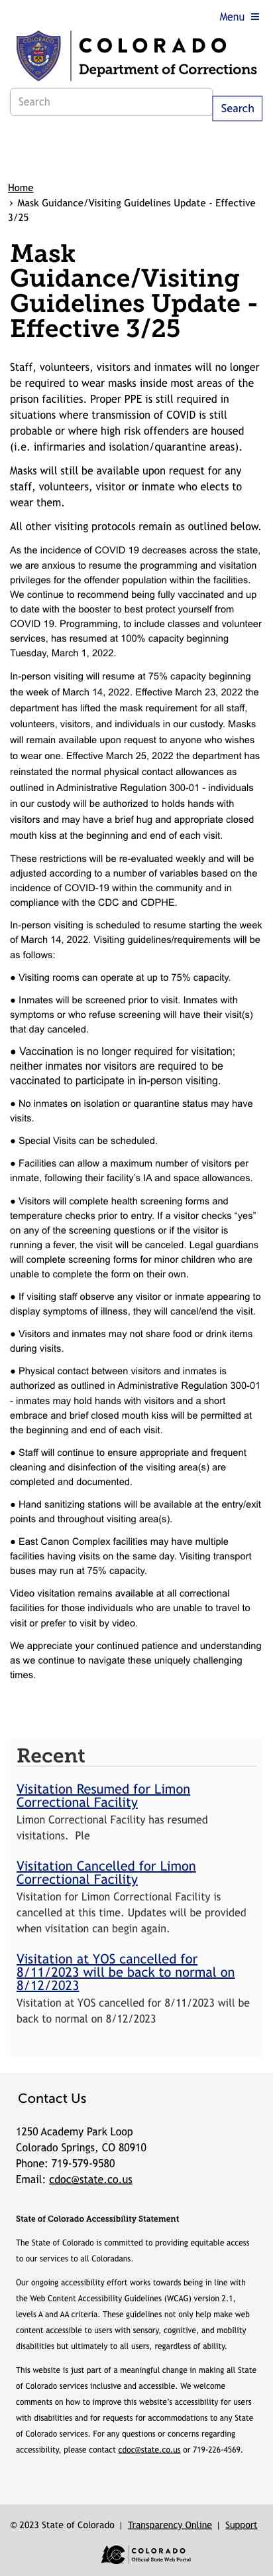 Menu ≡
COLORADO
Department of Corrections
Search
Search
Home
› Mask Guidance/Visiting Guidelines Update - Effective
3/25
Mask
Guidance/Visiting
Guidelines Update -
Effective 3/25
Staff, volunteers, visitors and inmates will no longer
be required to wear masks inside most areas of the
prison facilities. Proper PPE is still required in
situations where transmission of COVID is still
probable or where high risk offenders are housed
(i.e. infirmaries and isolation/quarantine areas).
Masks will still be available upon request for any
staff, volunteers, visitor or inmate who elects to
wear them.
All other visiting protocols remain as outlined below.
As the incidence of COVID 19 decreases across the state,
we are anxious to resume the programming and visitation
privileges for the offender population within the facilities.
We continue to recommend being fully vaccinated and up
to date with the booster to best protect yourself from
COVID 19. Programming, to include classes and volunteer
services, has resumed at 100% capacity beginning
Tuesday, March 1, 2022.
In-person visiting will resume at 75% capacity beginning
the week of March 14, 2022. Effective March 23, 2022 the
department has lifted the mask requirement for all staff,
volunteers, visitors, and individuals in our custody. Masks
will remain available upon request to anyone who wishes
to wear one. Effective March 25, 2022 the department has
reinstated the normal physical contact allowances as
outlined in Administrative Regulation 300-01 - individuals
in our custody will be authorized to holds hands with
visitors and may have a brief hug and appropriate closed
mouth kiss at the beginning and end of each visit.
These restrictions will be re-evaluated weekly and will be
adjusted according to a number of variables based on the
incidence of COVID-19 within the community and in
compliance with the CDC and CDPHE.
In-person visiting is scheduled to resume starting the week
of March 14, 2022. Visiting guidelines/requirements will be
as follows:
● Visiting rooms can operate at up to 75% capacity.
● Inmates will be screened prior to visit. Inmates with
symptoms or who refuse screening will have their visit(s)
that day canceled.
● Vaccination is no longer required for visitation;
neither inmates nor visitors are required to be
vaccinated to participate in in-person visiting.
● No inmates on isolation or quarantine status may have
visits.
● Special Visits can be scheduled.
● Facilities can allow a maximum number of visitors per
inmate, following their facility's IA and space allowances.
● Visitors will complete health screening forms and
temperature checks prior to entry. If a visitor checks “yes”
on any of the screening questions or if the visitor is
running a fever, the visit will be canceled. Legal guardians
will complete screening forms for minor children who are
unable to complete the form on their own.
● If visiting staff observe any visitor or inmate appearing to
display symptoms of illness, they will cancel/end the visit.
● Visitors and inmates may not share food or drink items
during visits.
● Physical contact between visitors and inmates is
authorized as outlined in Administrative Regulation 300-01
- inmates may hold hands with visitors and a short
embrace and brief closed mouth kiss will be permitted at
the beginning and end of each visit.
● Staff will continue to ensure appropriate and frequent
cleaning and disinfection of the visiting area(s) are
completed and documented.
● Hand sanitizing stations will be available at the entry/exit
points and throughout visiting area(s).
● East Canon Complex facilities may have multiple
facilities having visits on the same day. Visiting transport
buses may run at 75% capacity.
Video visitation remains available at all correctional
facilities for those individuals who are unable to travel to
visit or prefer to visit by video.
We appreciate your continued patience and understanding
as we continue to navigate these uniquely challenging
times.
Recent
Visitation Resumed for Limon
Correctional Facility
Limon Correctional Facility has resumed
visitations. Ple
Visitation Cancelled for Limon
Correctional Facility
Visitation for Limon Correctional Facility is
cancelled at this time. Updates will be provided
when visitation can begin again.
Visitation at YOS cancelled for
8/11/2023 will be back to normal on
8/12/2023
Visitation at YOS cancelled for 8/11/2023 will be
back to normal on 8/12/2023
Contact Us
1250 Academy Park Loop
Colorado Springs, CO 80910
Phone: 719-579-9580
Email: cdoc@state.co.us
State of Colorado Accessibility Statement
The State of Colorado is committed to providing equitable access
to our services to all Coloradans.
Our ongoing accessibility effort works towards being in line with
the Web Content Accessibility Guidelines (WCAG) version 2.1,
levels A and AA criteria. These guidelines not only help make web
content accessible to users with sensory, cognitive, and mobility
disabilities but ultimately to all users, regardless of ability.
This website is just part of a meaningful change in making all State
of Colorado services inclusive and accessible. We welcome
comments on how to improve this website's accessibility for users
with disabilities and for requests for accommodations to any State
of Colorado services. For any questions or concerns regarding
accessibility, please contact cdoc@state.co.us or 719-226-4569.
© 2023 State of Colorado | Transparency Online | Support
COLORADO
Official State Web Portal